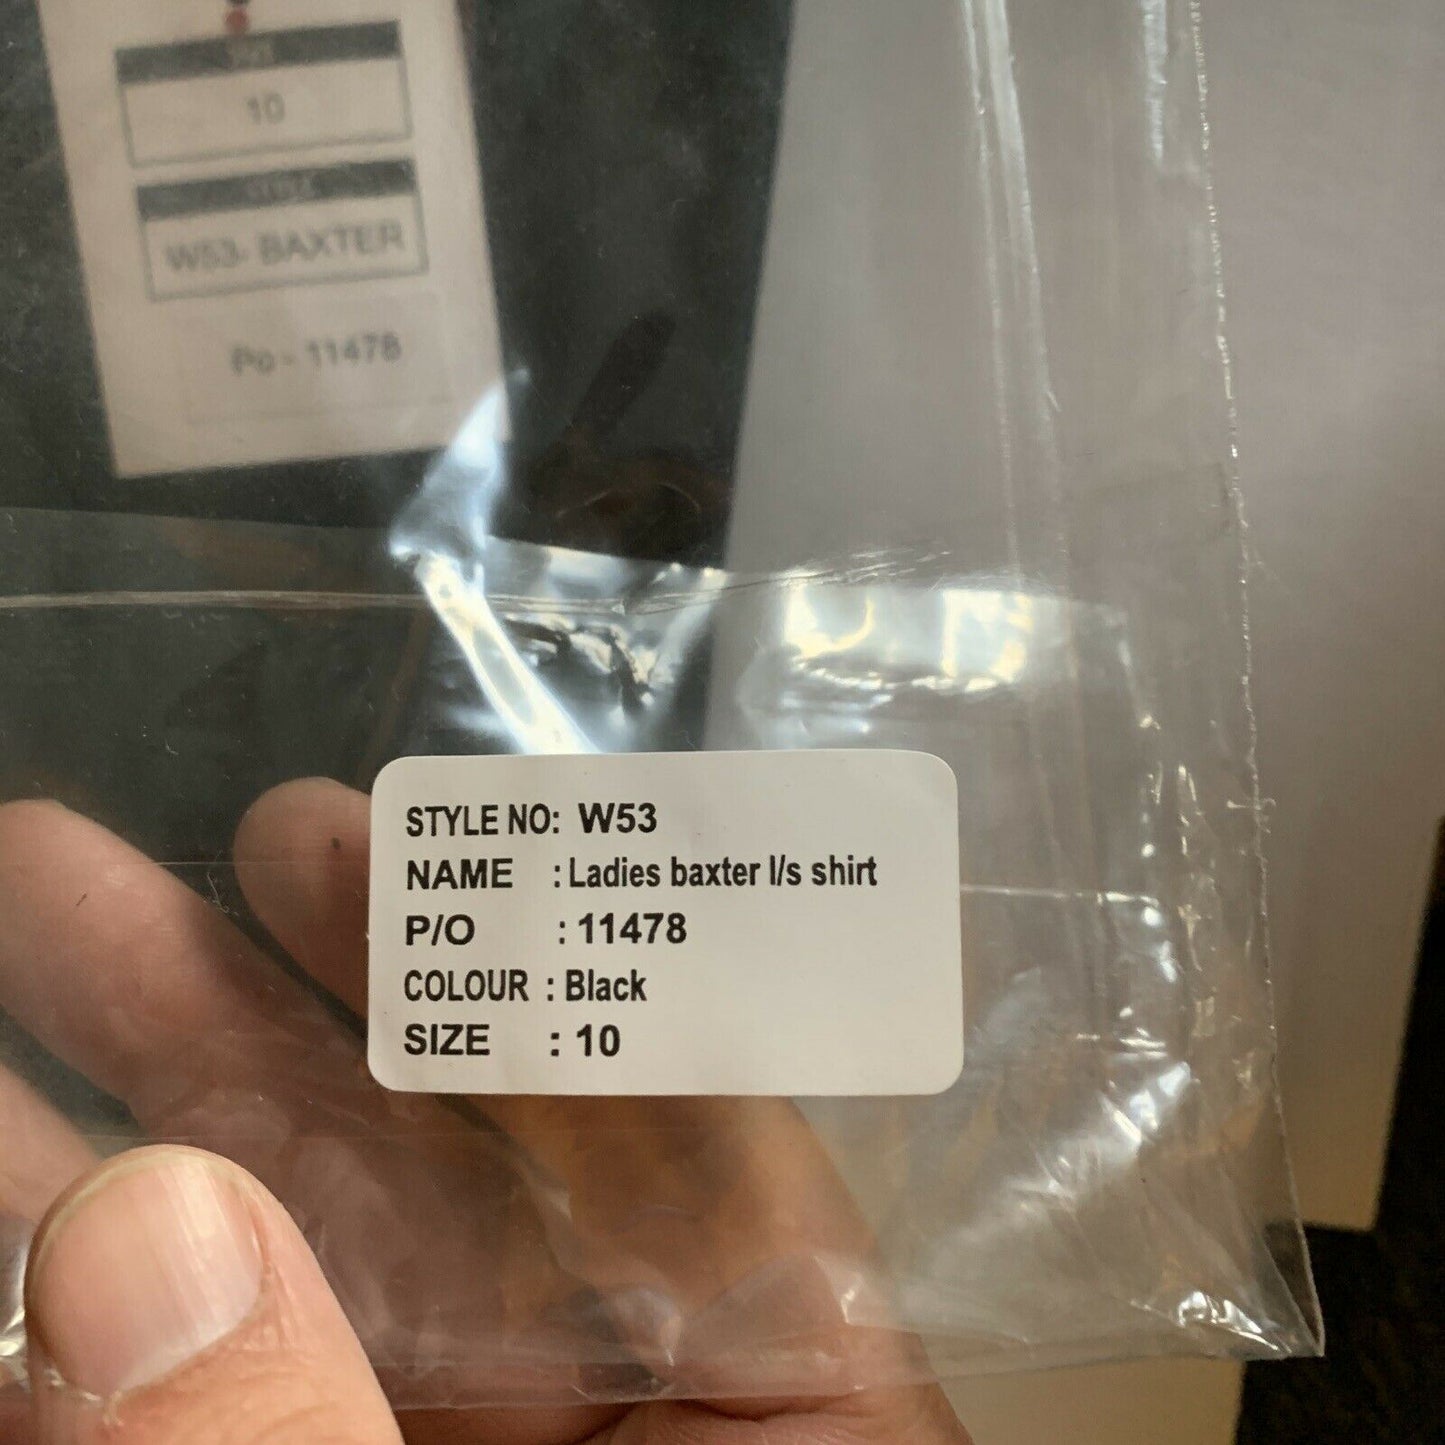 10
W53- BAXTER
Po - 11478
STYLE NO: W53
NAME : Ladies baxter l/s shirt
P/O : 11478
COLOUR : Black
SIZE : 10